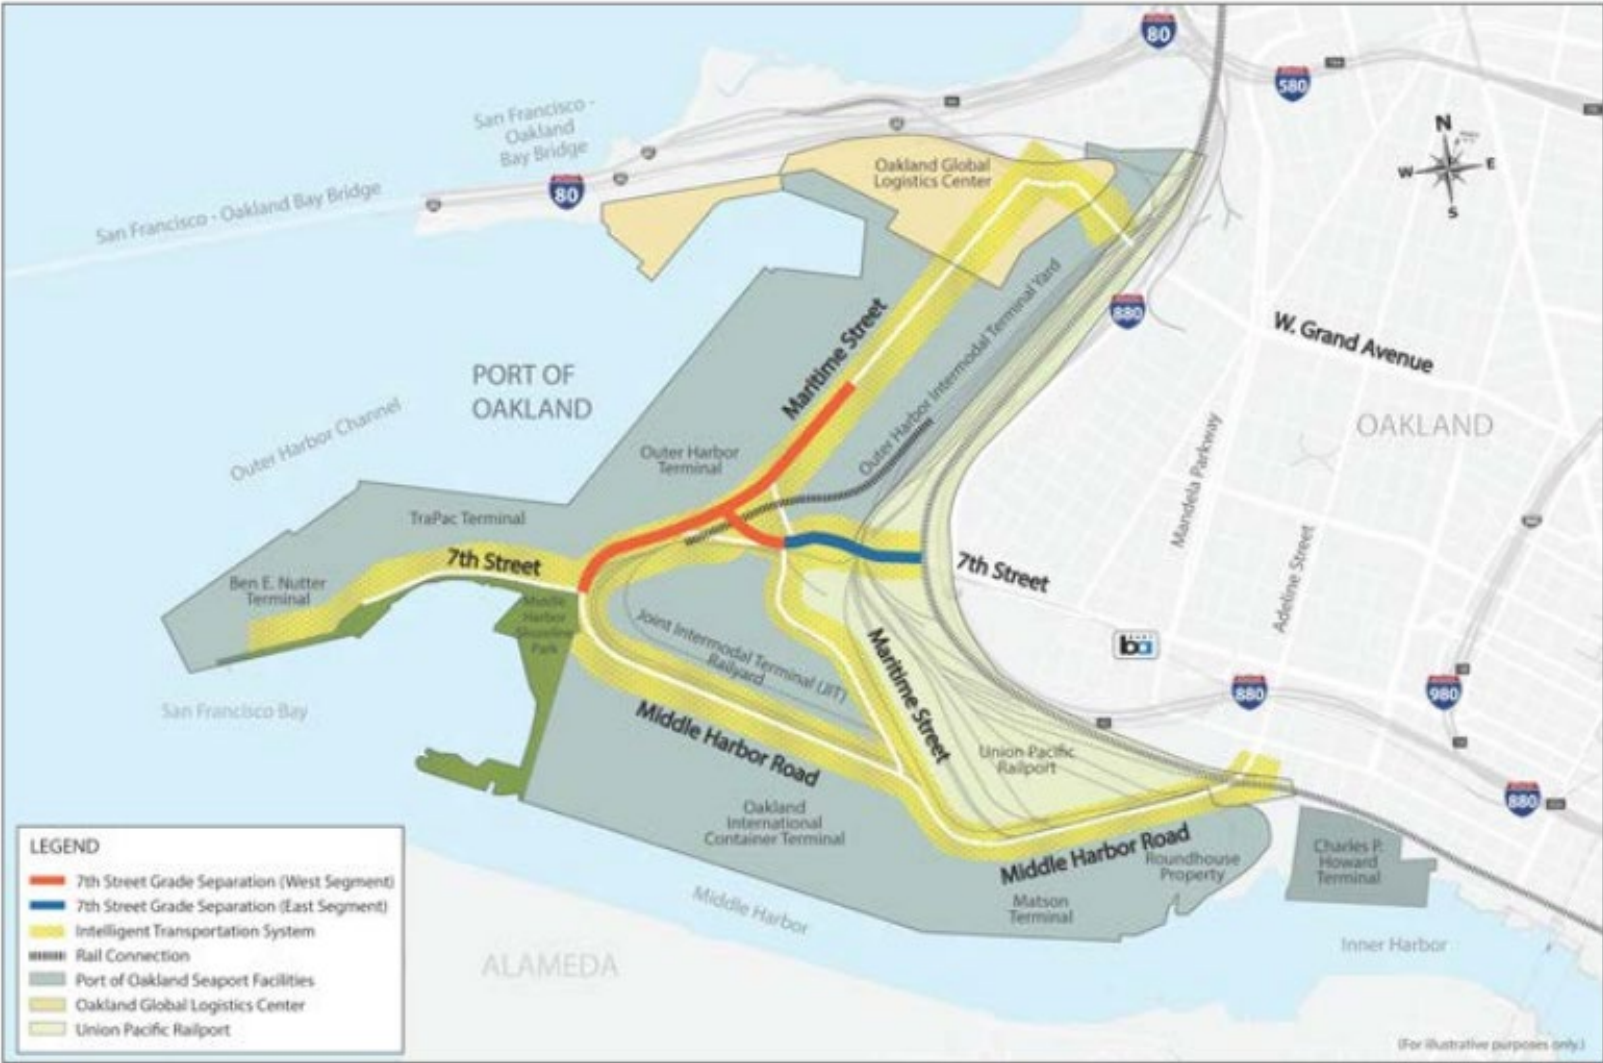 80
580
N
W
E
S
San Francisco -
Oakland
Bay Bridge
80
San Francisco - Oakland Bay Bridge
Oakland Global
Logistics Center
880
W. Grand Avenue
Maritime Street
Outer Harbor Intermodal Terminal Yard
PORT OF
OAKLAND
OAKLAND
Outer Harbor Channel
Outer Harbor
Terminal
Mandela Parkway
TraPac Terminal
7th Street
7th Street
Adeline Street
Ben E. Nutter
Terminal
Middle
Harbor
Shoreline
Park
Joint Intermodal Terminal (JIT)
Railyard
Maritime Street
ba
880
980
San Francisco Bay
Middle Harbor Road
Union Pacific
Railport
880
Oakland
International
Container Terminal
Middle Harbor Road
Roundhouse
Property
Charles P.
Howard
Terminal
Matson
Terminal
Middle Harbor
Inner Harbor
ALAMEDA
LEGEND
7th Street Grade Separation (West Segment)
7th Street Grade Separation (East Segment)
Intelligent Transportation System
Rail Connection
Port of Oakland Seaport Facilities
Oakland Global Logistics Center
Union Pacific Railport
(For illustrative purposes only.)